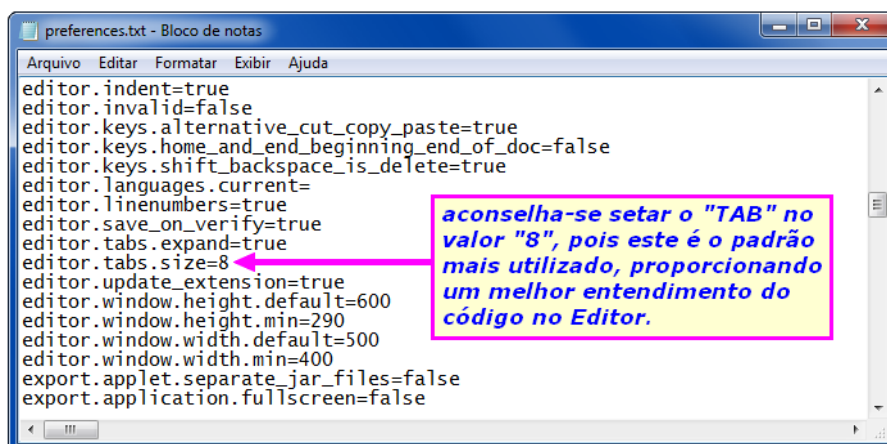 preferences.txt - Bloco de notas
Arquivo Editar Formatar Exibir Ajuda
editor.indent=true
editor.invalid=false
editor.keys.alternative_cut_copy_paste=true
editor.keys.home_and_end_beginning_end_of_doc=false
editor.keys.shift_backspace_is_delete=true
editor.languages.current=
editor.linenumbers=true
editor.save_on_verify=true
editor.tabs.expand=true
editor.tabs.size=8
editor.update_extension=true
editor.window.height.default=600
editor.window.height.min=290
editor.window.width.default=500
editor.window.width.min=400
export.applet.separate_jar_files=false
export.application.fullscreen=false
aconselha-se setar o "TAB" no
valor "8", pois este é o padrão
mais utilizado, proporcionando
um melhor entendimento do
código no Editor.